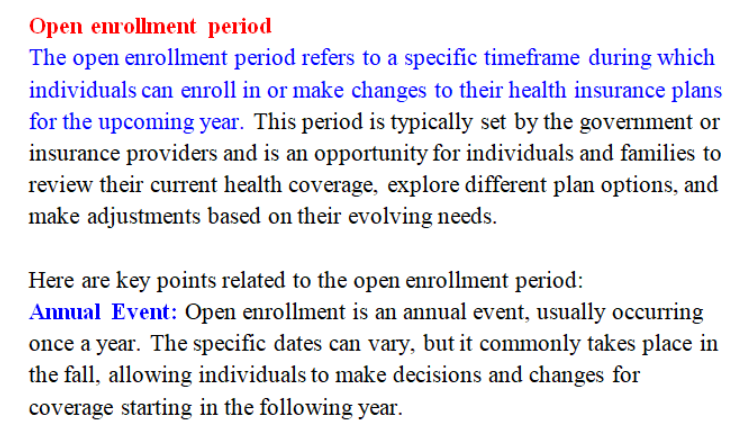 Open enrollment period
The open enrollment period refers to a specific timeframe during which
individuals can enroll in or make changes to their health insurance plans
for the upcoming year. This period is typically set by the government or
insurance providers and is an opportunity for individuals and families to
review their current health coverage, explore different plan options, and
make adjustments based on their evolving needs.

Here are key points related to the open enrollment period:
Annual Event: Open enrollment is an annual event, usually occurring
once a year. The specific dates can vary, but it commonly takes place in
the fall, allowing individuals to make decisions and changes for
coverage starting in the following year.